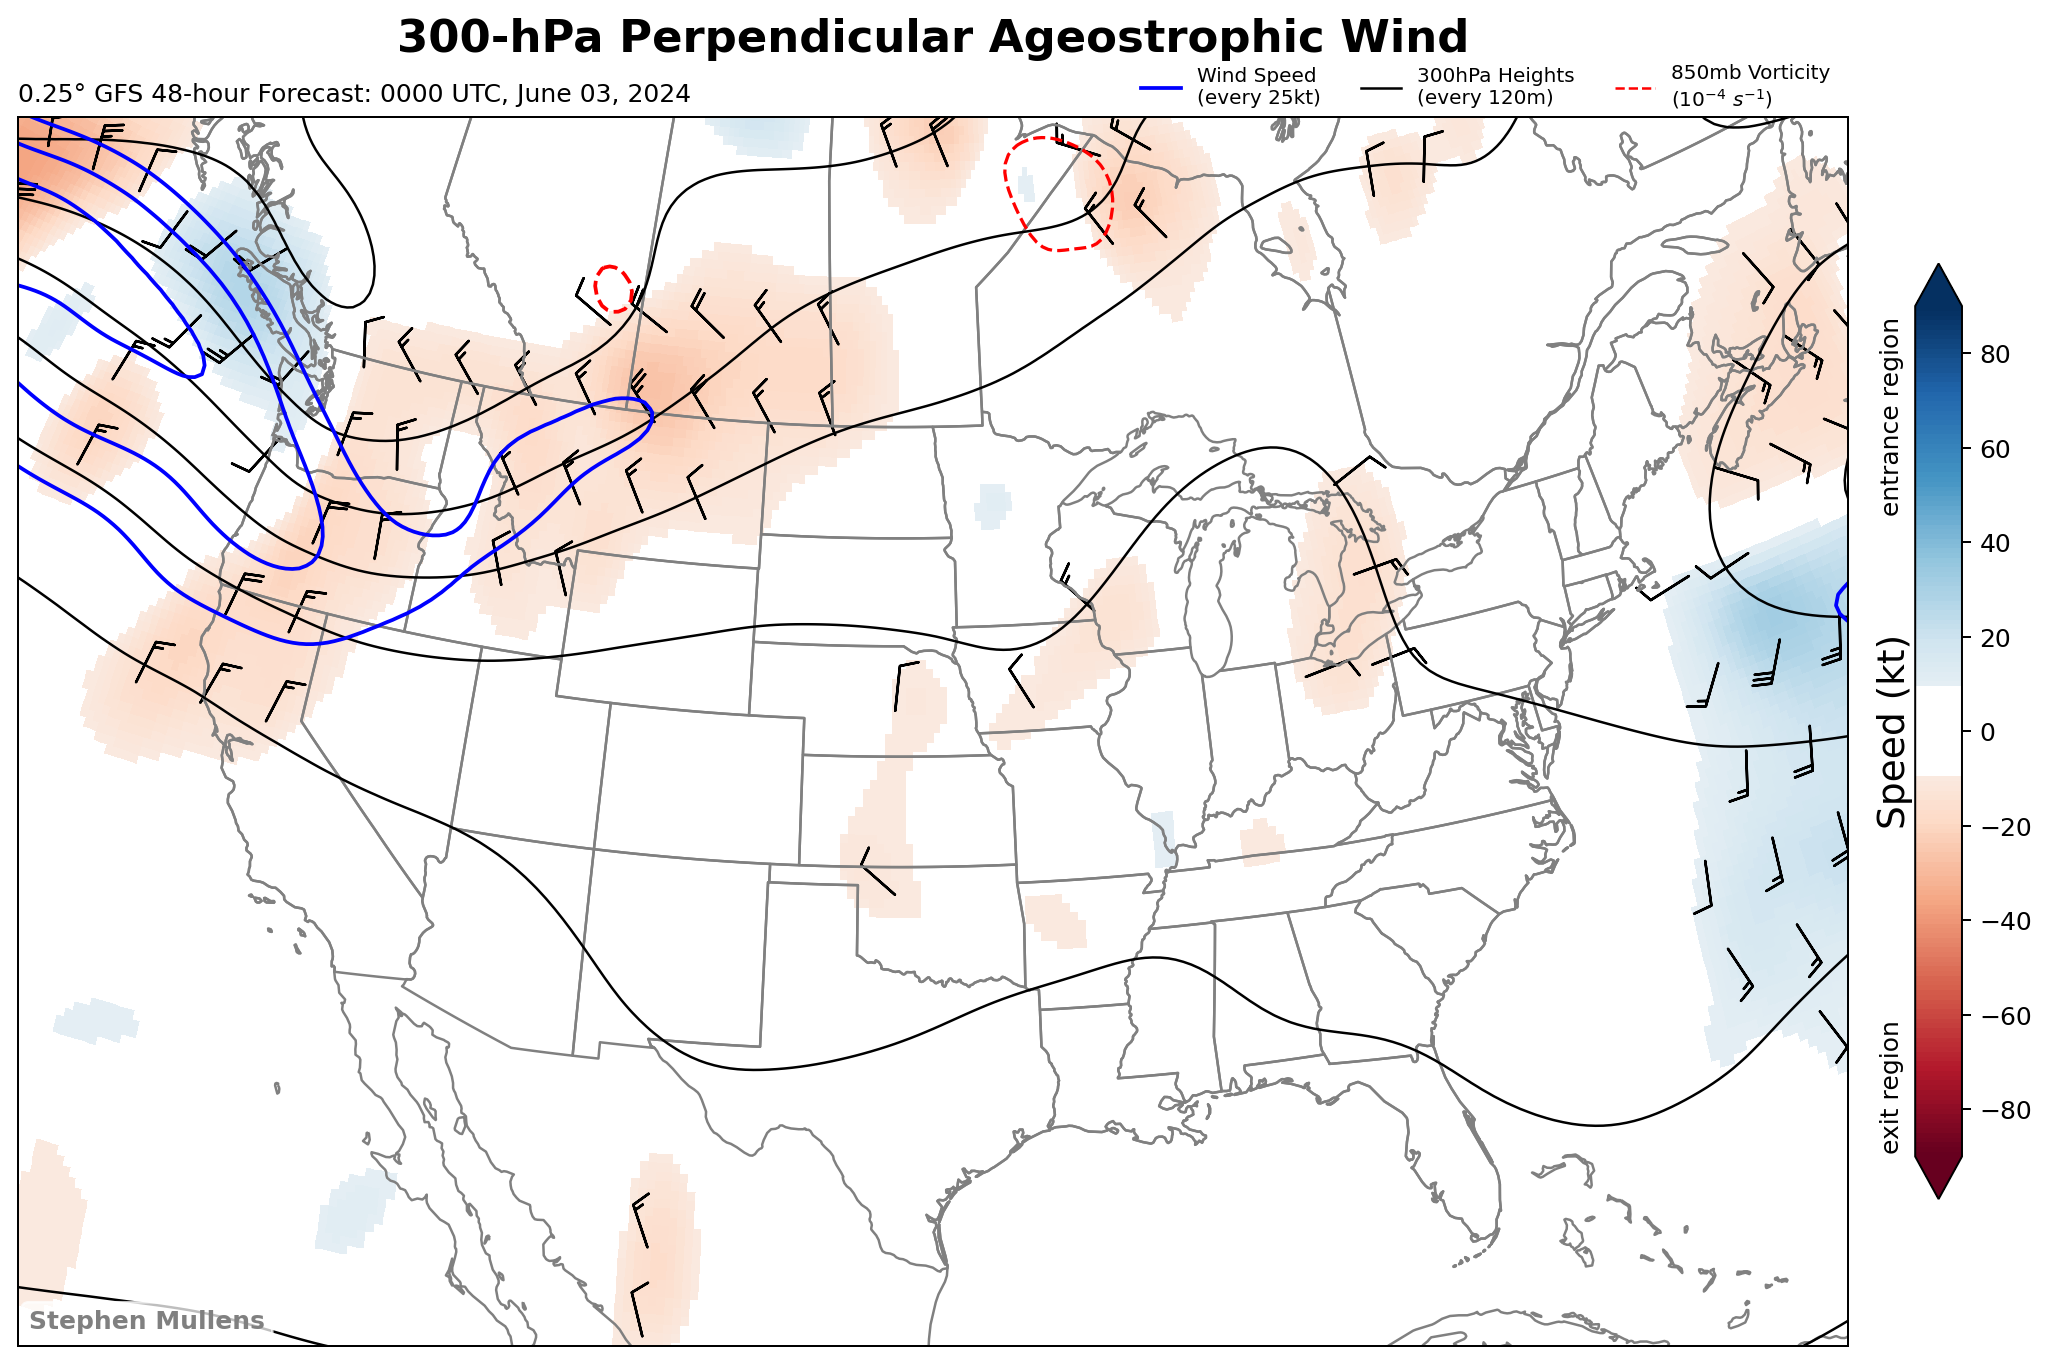 300-hPa Perpendicular Ageostrophic Wind
0.25° GFS 48-hour Forecast: 0000 UTC, June 03, 2024
Wind Speed
(every 25kt)
300hPa Heights
(every 120m)
850mb Vorticity
(10⁻⁴ s⁻¹)
entrance region
Speed (kt)
exit region
80
60
40
20
0
−20
−40
−60
−80
Stephen Mullens